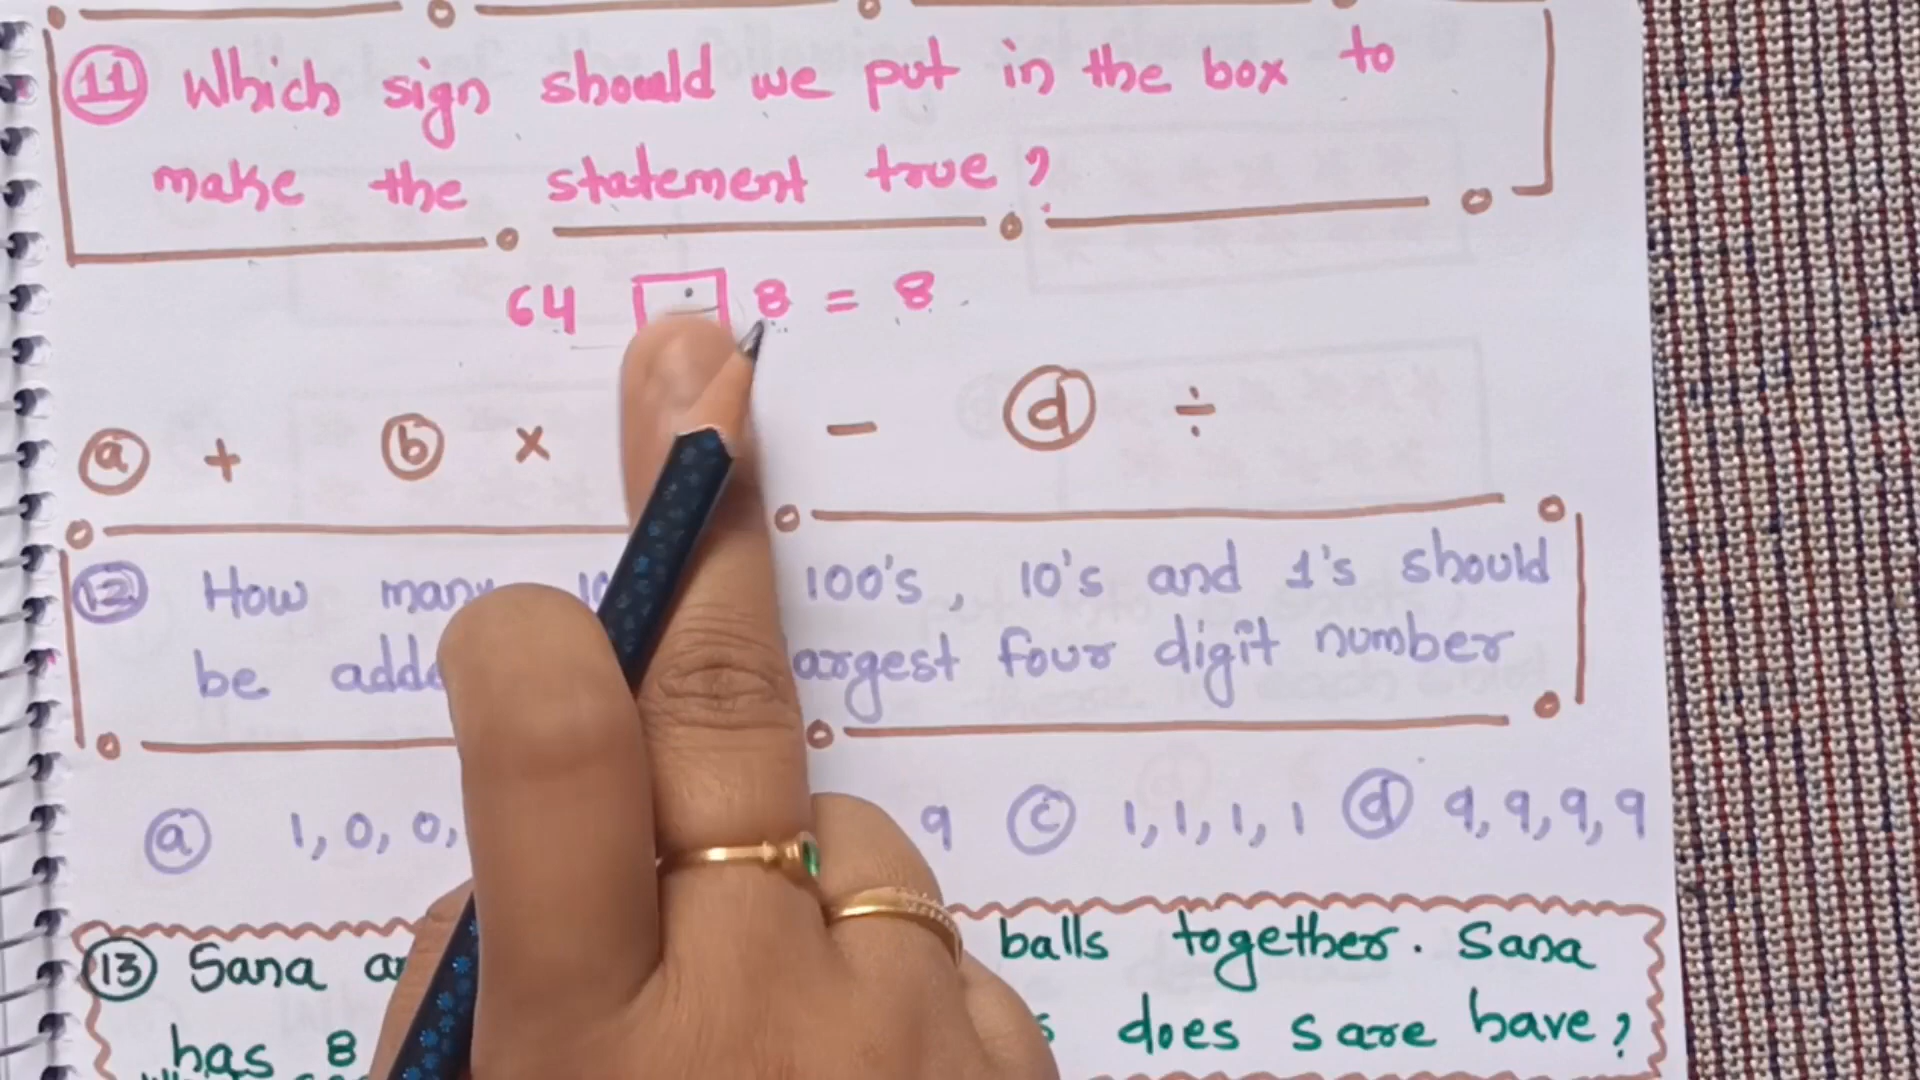 11 Which sign should we put in the box to
make the statement true?
64 ÷ 8 = 8
a + b × - d ÷
12 How many 100's, 10's and 1's should
be argest four digit number
a 1, 0, 0, 9 c 1, 1, 1, 1 d 9, 9, 9, 9
13 Sana balls together. Sana
has 8 does sare have?